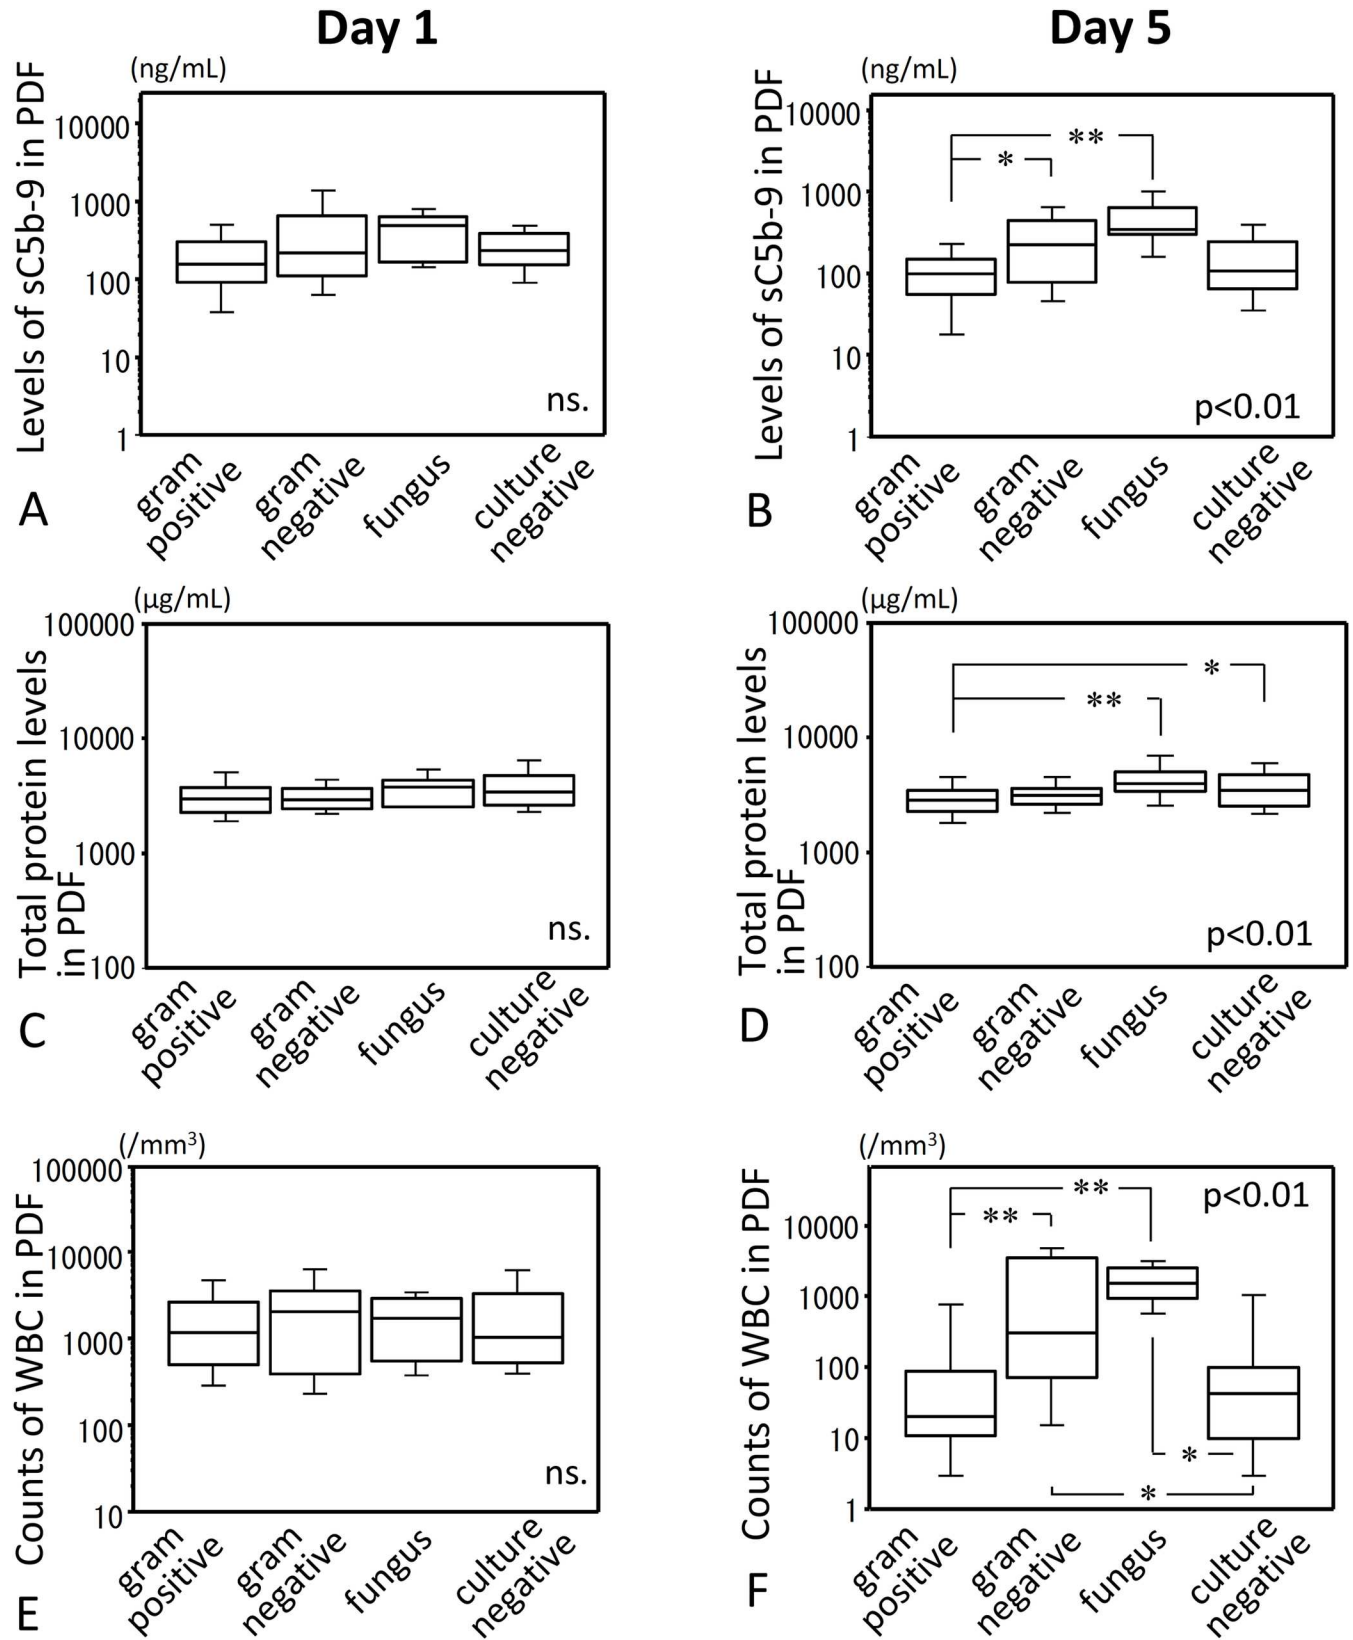 Day 1
Day 5
(ng/mL)
Levels of sC5b-9 in PDF
10000
1000
100
10
1
ns.
gram
positive
gram
negative
fungus
culture
negative
A
(ng/mL)
Levels of sC5b-9 in PDF
10000
1000
100
10
1
**
*
p<0.01
gram
positive
gram
negative
fungus
culture
negative
B
(μg/mL)
Total protein levels
in PDF
100000
10000
1000
100
ns.
gram
positive
gram
negative
fungus
culture
negative
C
(μg/mL)
Total protein levels
in PDF
100000
10000
1000
100
*
**
p<0.01
gram
positive
gram
negative
fungus
culture
negative
D
(/mm³)
Counts of WBC in PDF
100000
10000
1000
100
10
ns.
gram
positive
gram
negative
fungus
culture
negative
E
(/mm³)
Counts of WBC in PDF
10000
1000
100
10
1
**
**
p<0.01
*
*
gram
positive
gram
negative
fungus
culture
negative
F